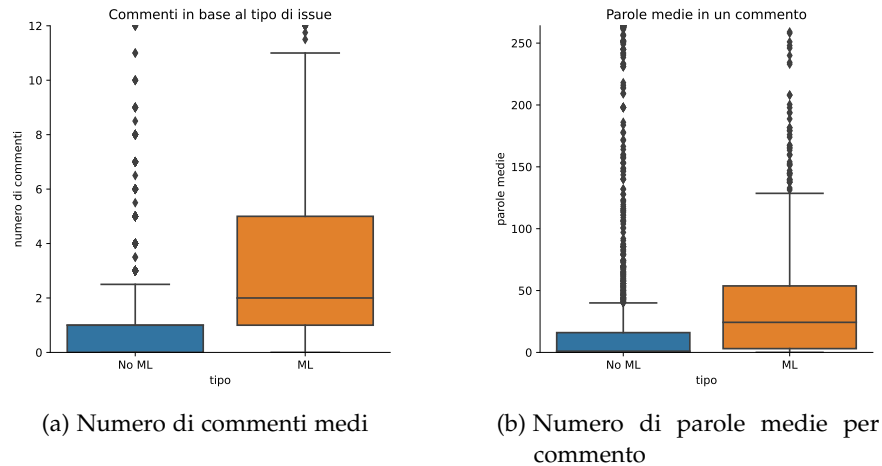 Commenti in base al tipo di issue
12
10
8
6
4
2
0
numero di commenti
No ML
ML
tipo
(a) Numero di commenti medi
Parole medie in un commento
250
200
150
100
50
0
parole medie
No ML
ML
tipo
(b) Numero di parole medie per
commento